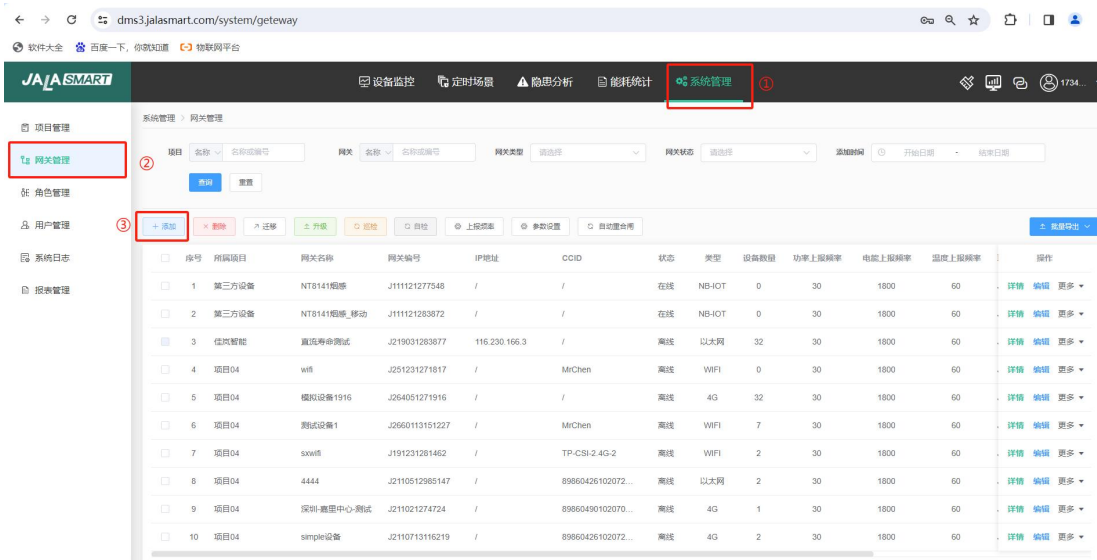 dms3.jalasmart.com/system/geteway
软件大全 百度一下，你就知道 物联网平台
JALA SMART 设备监控 定时场景 隐患分析 能耗统计 系统管理 ① 1734...
项目管理
网关管理
②
角色管理
用户管理
系统日志
报表管理
系统管理 > 网关管理
项目 名称 名称或编号 网关 名称 名称或编号 网关类型 请选择 网关状态 请选择 添加时间 开始日期 - 结束日期
查询 重置
③ + 添加 × 删除 迁移 升级 巡检 自检 上报频率 参数设置 自动重合闸 批量导出
序号 所属项目 网关名称 网关编号 IP地址 CCID 状态 类型 设备数量 功率上报频率 电能上报频率 温度上报频率 操作
1 第三方设备 NT8141烟感 J111121277548 / / 在线 NB-IOT 0 30 1800 60 详情 编辑 更多
2 第三方设备 NT8141烟感_移动 J111121283872 / / 在线 NB-IOT 0 30 1800 60 详情 编辑 更多
3 佳岚智能 直流寿命测试 J219031283877 116.230.166.3 / 离线 以太网 32 30 1800 60 详情 编辑 更多
4 项目04 wifi J251231271817 / MrChen 离线 WIFI 0 30 1800 60 详情 编辑 更多
5 项目04 模拟设备1916 J264051271916 / / 离线 4G 32 30 1800 60 详情 编辑 更多
6 项目04 测试设备1 J2660113151227 / MrChen 离线 WIFI 7 30 1800 60 详情 编辑 更多
7 项目04 sxwifi J191231281462 / TP-CSI-2.4G-2 离线 WIFI 2 30 1800 60 详情 编辑 更多
8 项目04 4444 J2110512985147 / 89860426102072... 离线 以太网 2 30 1800 60 详情 编辑 更多
9 项目04 深圳-嘉里中心-测试 J211021274724 / 89860490102070... 离线 4G 1 30 1800 60 详情 编辑 更多
10 项目04 simple设备 J2110713116219 / 89860426102072... 离线 4G 2 30 1800 60 详情 编辑 更多